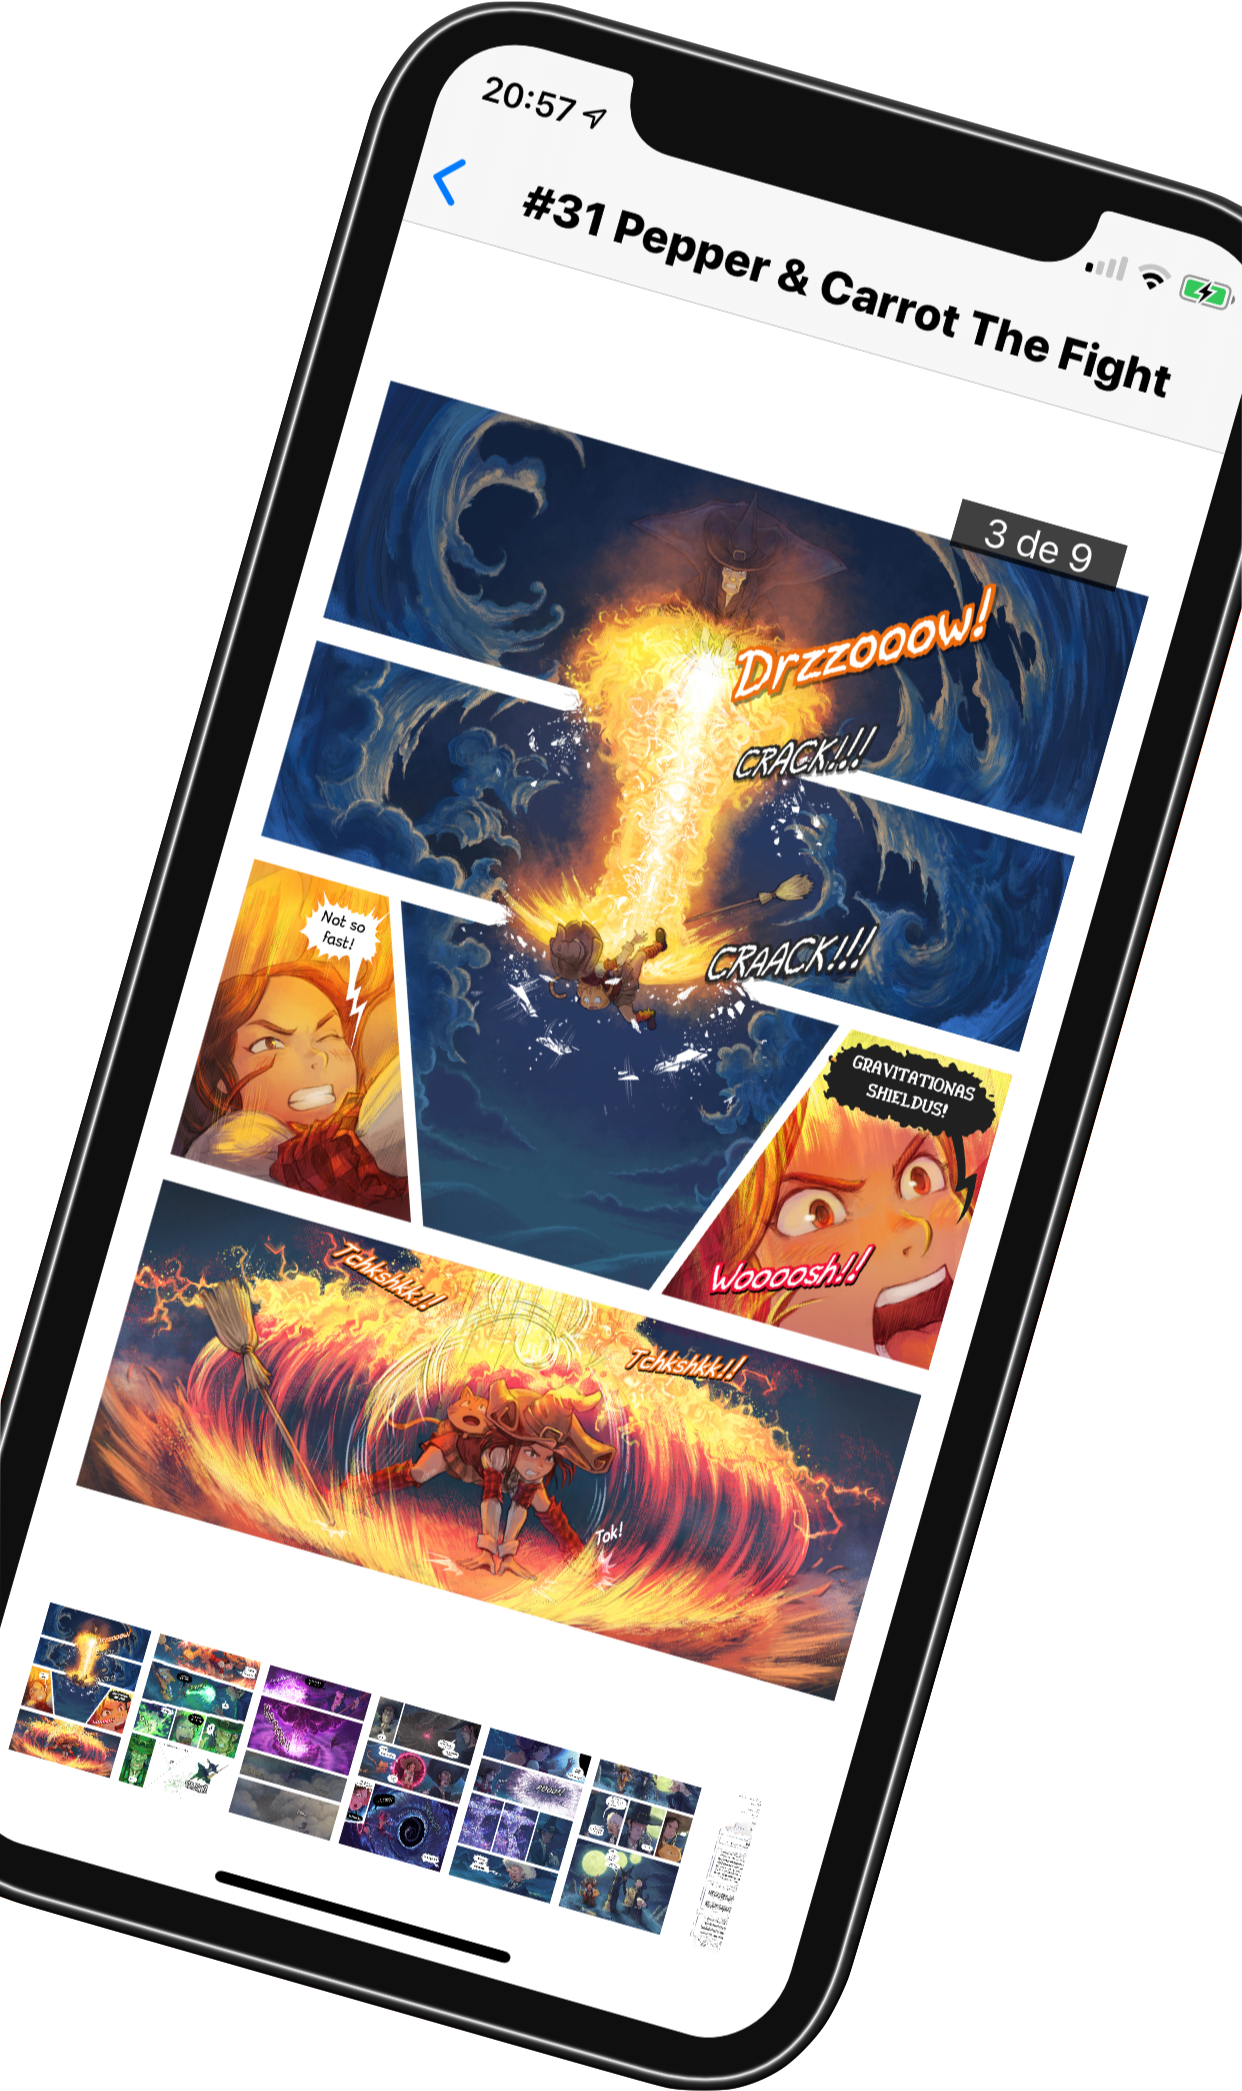 20:57
#31 Pepper & Carrot The Fight
3 de 9
Drzzooow!
CRACK!!!
CRAACK!!!
Not so
fast!
GRAVITATIONAS
SHIELDUS!
Woooosh!!
Tchkshkk!!
Tchkshkk!!
Tok!